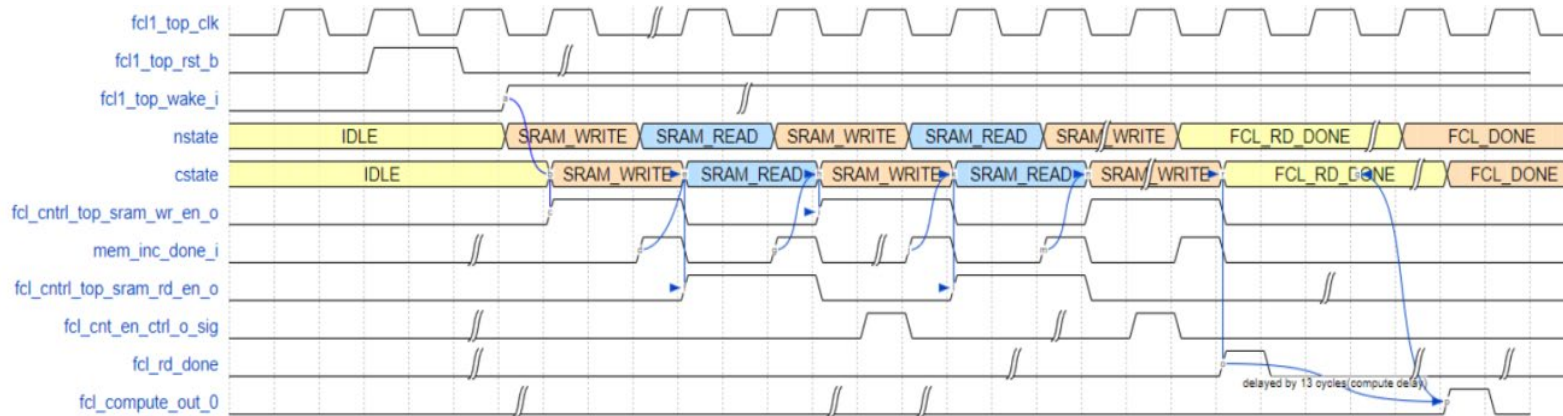 fcl1_top_clk
fcl1_top_rst_b
fcl1_top_wake_i
nstate IDLE SRAM_WRITE SRAM_READ SRAM_WRITE SRAM_READ SRAM_WRITE FCL_RD_DONE FCL_DONE
cstate IDLE SRAM_WRITE SRAM_READ SRAM_WRITE SRAM_READ SRAM_WRITE FCL_RD_DONE FCL_DONE
fcl_cntrl_top_sram_wr_en_o
mem_inc_done_i
fcl_cntrl_top_sram_rd_en_o
fcl_cnt_en_ctrl_o_sig
fcl_rd_done
delayed by 13 cycles(compute delay)
fcl_compute_out_0